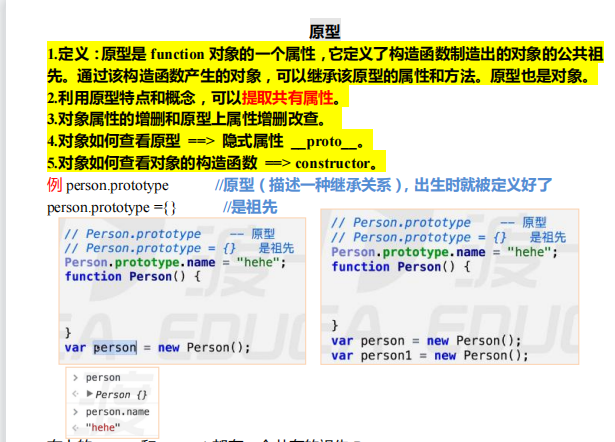 原型
1.定义：原型是 function 对象的一个属性，它定义了构造函数制造出的对象的公共祖
先。通过该构造函数产生的对象，可以继承该原型的属性和方法。原型也是对象。
2.利用原型特点和概念，可以提取共有属性。
3.对象属性的增删和原型上属性增删改查。
4.对象如何查看原型 ==> 隐式属性 __proto__。
5.对象如何查看对象的构造函数 ==> constructor。
例 person.prototype //原型（描述一种继承关系），出生时就被定义好了
person.prototype ={} //是祖先
// Person.prototype —— 原型
// Person.prototype = {} 是祖先
Person.prototype.name = "hehe";
function Person() {
}
var person = new Person();
// Person.prototype —— 原型
// Person.prototype = {} 是祖先
Person.prototype.name = "hehe";
function Person() {
}
var person = new Person();
var person1 = new Person();
> person
< ▶ Person {}
> person.name
< "hehe"